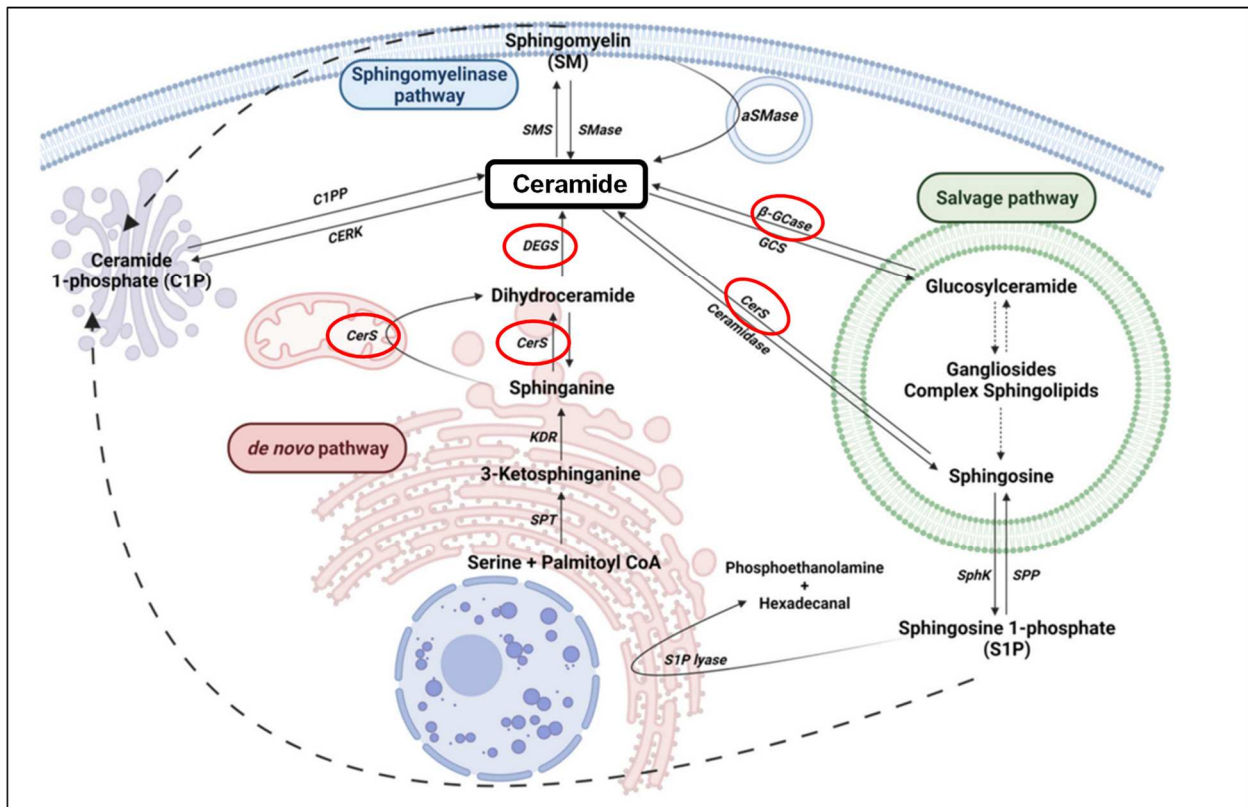 Sphingomyelin
(SM)
Sphingomyelinase
pathway
SMS
SMase
aSMase
Ceramide
C1PP
CERK
β-GCase
GCS
Salvage pathway
Ceramide
1-phosphate (C1P)
DEGS
Dihydroceramide
CerS
CerS
CerS
Ceramidase
Glucosylceramide
Gangliosides
Complex Sphingolipids
Sphinganine
de novo pathway
KDR
3-Ketosphinganine
Sphingosine
SPT
Serine + Palmitoyl CoA
Phosphoethanolamine
+
Hexadecanal
SphK
SPP
S1P lyase
Sphingosine 1-phosphate
(S1P)